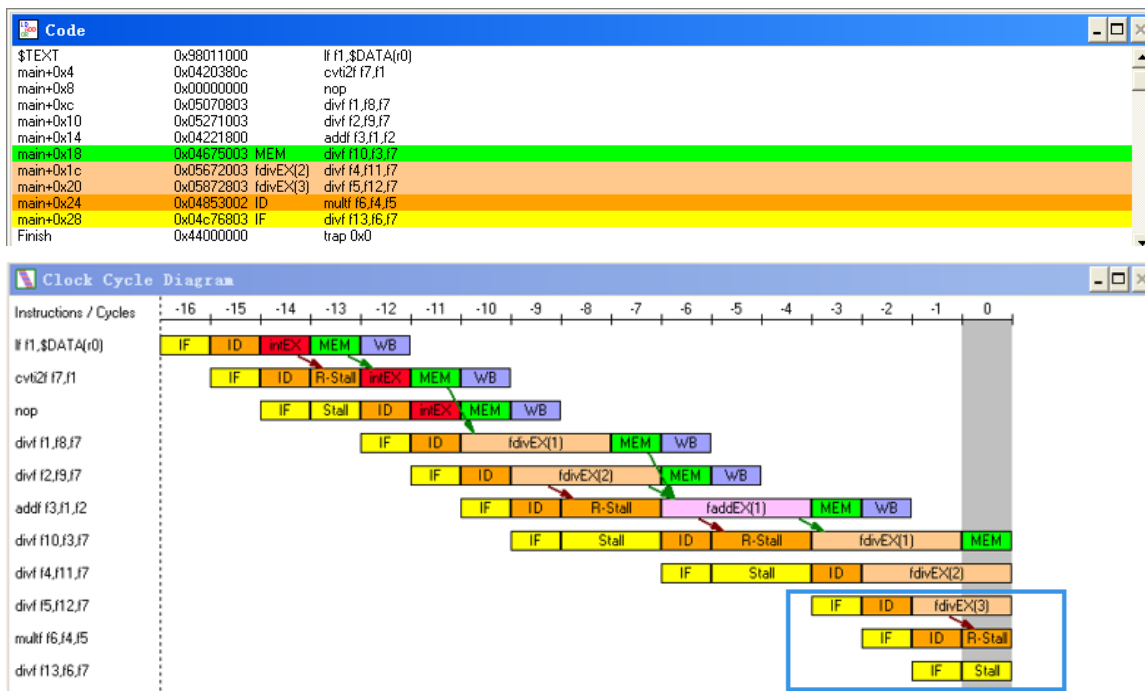 Code
$TEXT 0x98011000 lf f1,$DATA(r0)
main+0x4 0x0420380c cvti2f f7,f1
main+0x8 0x00000000 nop
main+0xc 0x05070803 divf f1,f8,f7
main+0x10 0x05271003 divf f2,f9,f7
main+0x14 0x04221800 addf f3,f1,f2
main+0x18 0x04675003 MEM divf f10,f3,f7
main+0x1c 0x05672003 fdivEX(2) divf f4,f11,f7
main+0x20 0x05872803 fdivEX(3) divf f5,f12,f7
main+0x24 0x04853002 ID multf f6,f4,f5
main+0x28 0x04c76803 IF divf f13,f6,f7
Finish 0x44000000 trap 0x0
Clock Cycle Diagram
Instructions / Cycles -16 -15 -14 -13 -12 -11 -10 -9 -8 -7 -6 -5 -4 -3 -2 -1 0
lf f1,$DATA(r0) IF ID intEX MEM WB
cvti2f f7,f1 IF ID R-Stall intEX MEM WB
nop IF Stall ID intEX MEM WB
divf f1,f8,f7 IF ID fdivEX(1) MEM WB
divf f2,f9,f7 IF ID fdivEX(2) MEM WB
addf f3,f1,f2 IF ID R-Stall faddEX(1) MEM WB
divf f10,f3,f7 IF Stall ID R-Stall fdivEX(1) MEM
divf f4,f11,f7 IF Stall ID fdivEX(2)
divf f5,f12,f7 IF ID fdivEX(3)
multf f6,f4,f5 IF ID R-Stall
divf f13,f6,f7 IF Stall